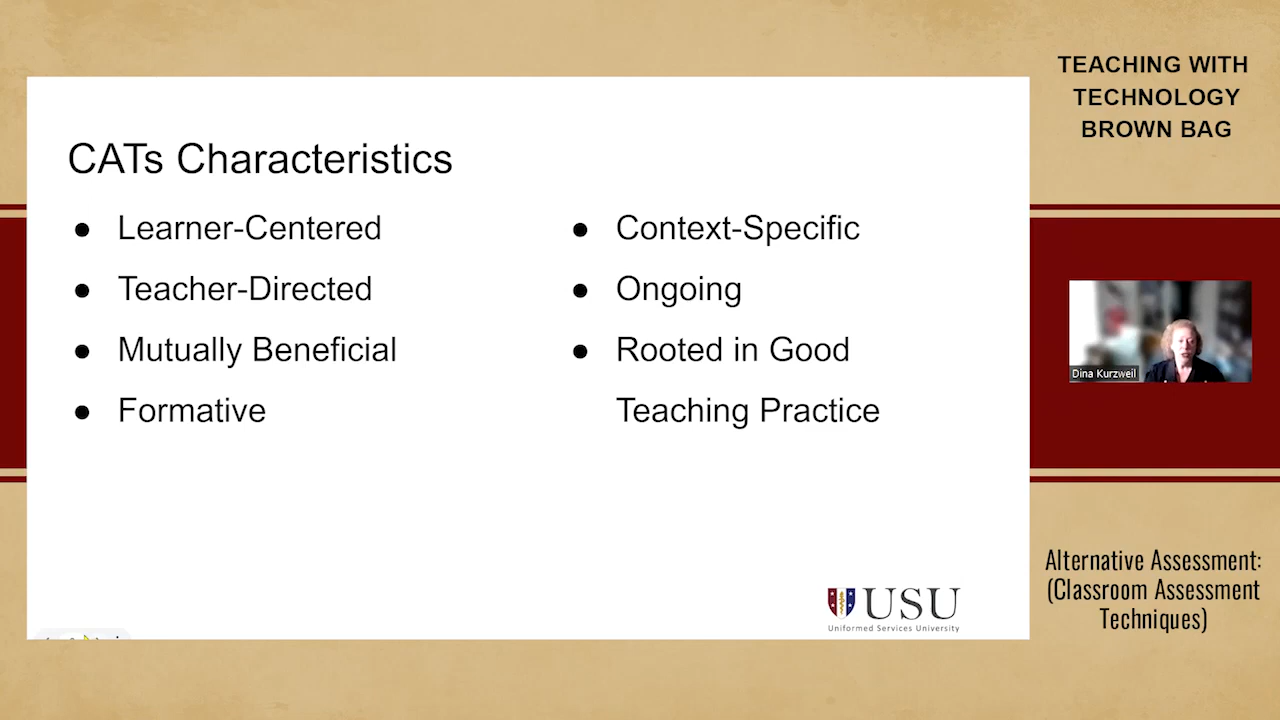 CATs Characteristics
● Learner-Centered
● Teacher-Directed
● Mutually Beneficial
● Formative
● Context-Specific
● Ongoing
● Rooted in Good
Teaching Practice
USU
Uniformed Services University
TEACHING WITH
TECHNOLOGY
BROWN BAG
Dina Kurzweil
Alternative Assessment:
(Classroom Assessment
Techniques)